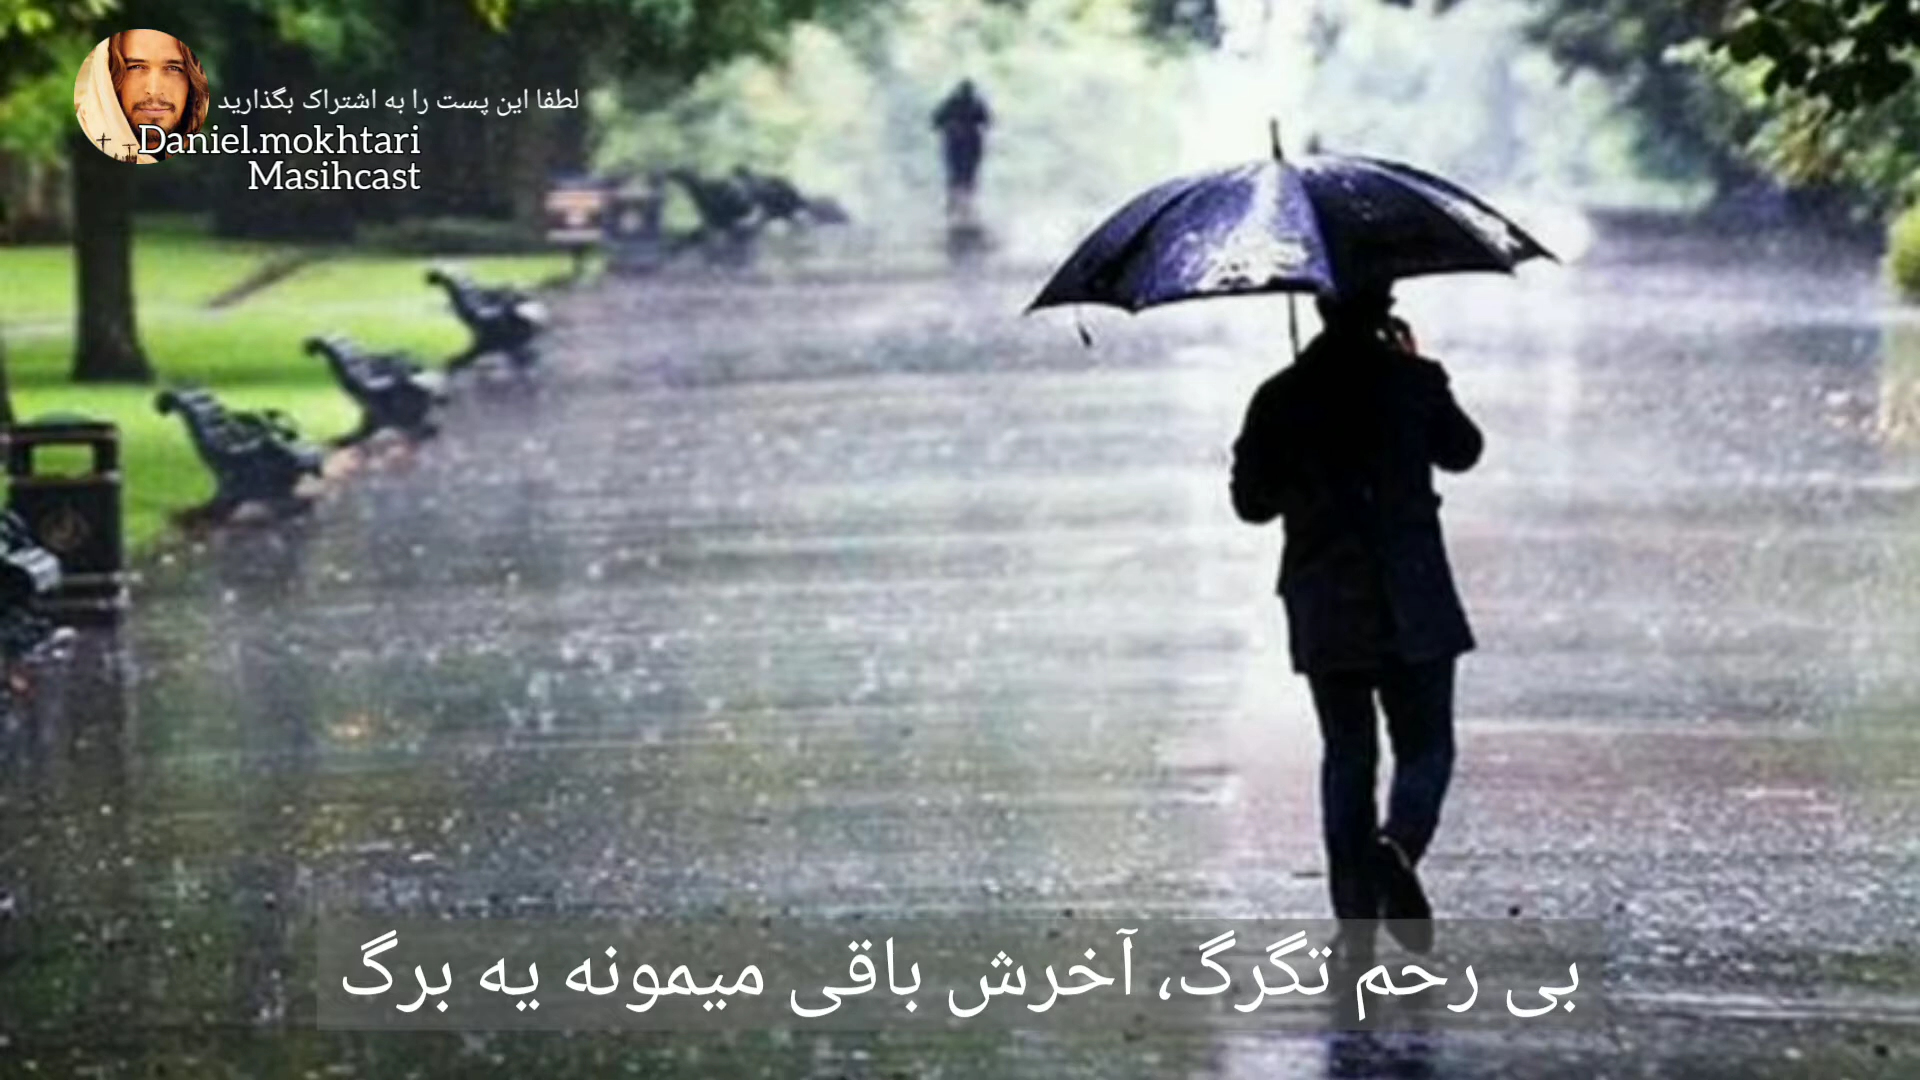 لطفا این پست را به اشتراک بگذارید
Daniel.mokhtari
Masihcast
بی رحم تگرگ، آخرش باقی میمونه یه برگ